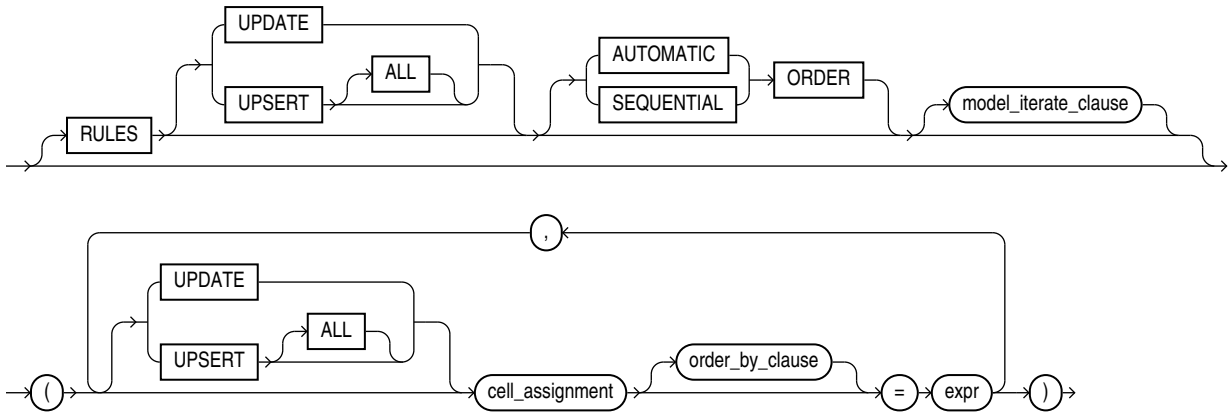 UPDATE
ALL
UPSERT
AUTOMATIC
SEQUENTIAL
ORDER
RULES
model_iterate_clause
,
UPDATE
ALL
UPSERT
( cell_assignment order_by_clause = expr )